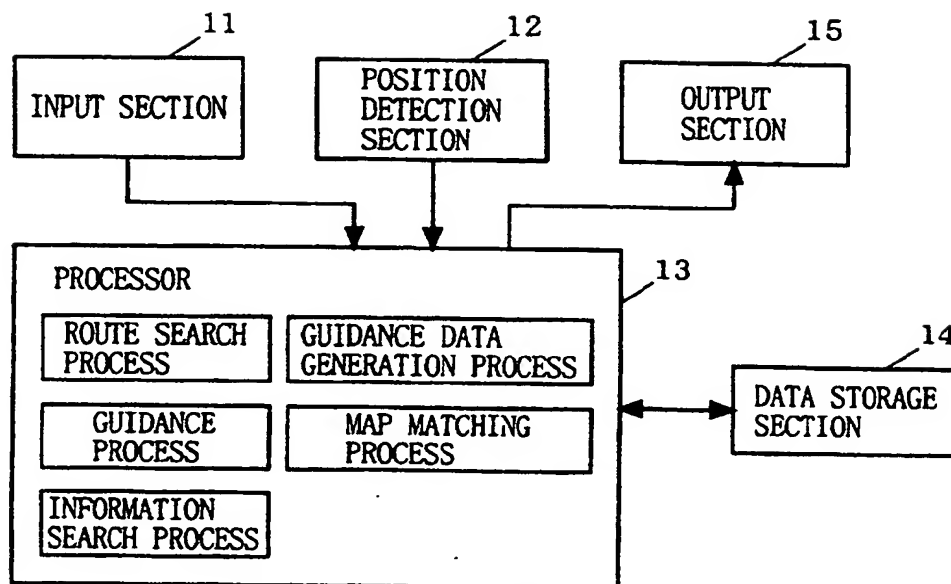 11
INPUT SECTION
12
POSITION
DETECTION
SECTION
15
OUTPUT
SECTION
PROCESSOR
13
ROUTE SEARCH
PROCESS
GUIDANCE DATA
GENERATION PROCESS
GUIDANCE
PROCESS
MAP MATCHING
PROCESS
INFORMATION
SEARCH PROCESS
14
DATA STORAGE
SECTION